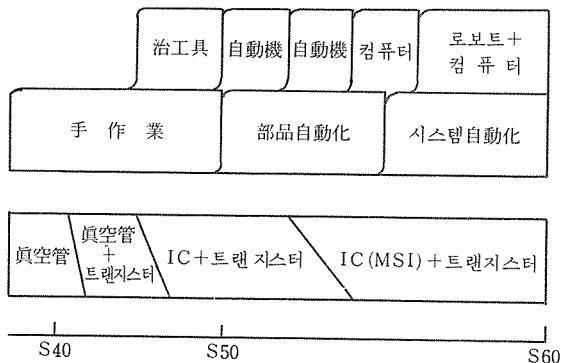 治工具 自動機 自動機 컴퓨터 로보트+
컴 퓨 터
手 作 業 部品自動化 시스템自動化
眞空管 眞空管
+
트랜지스터 IC+트랜지스터 IC(MSI)+트랜지스터
S40 S50 S60